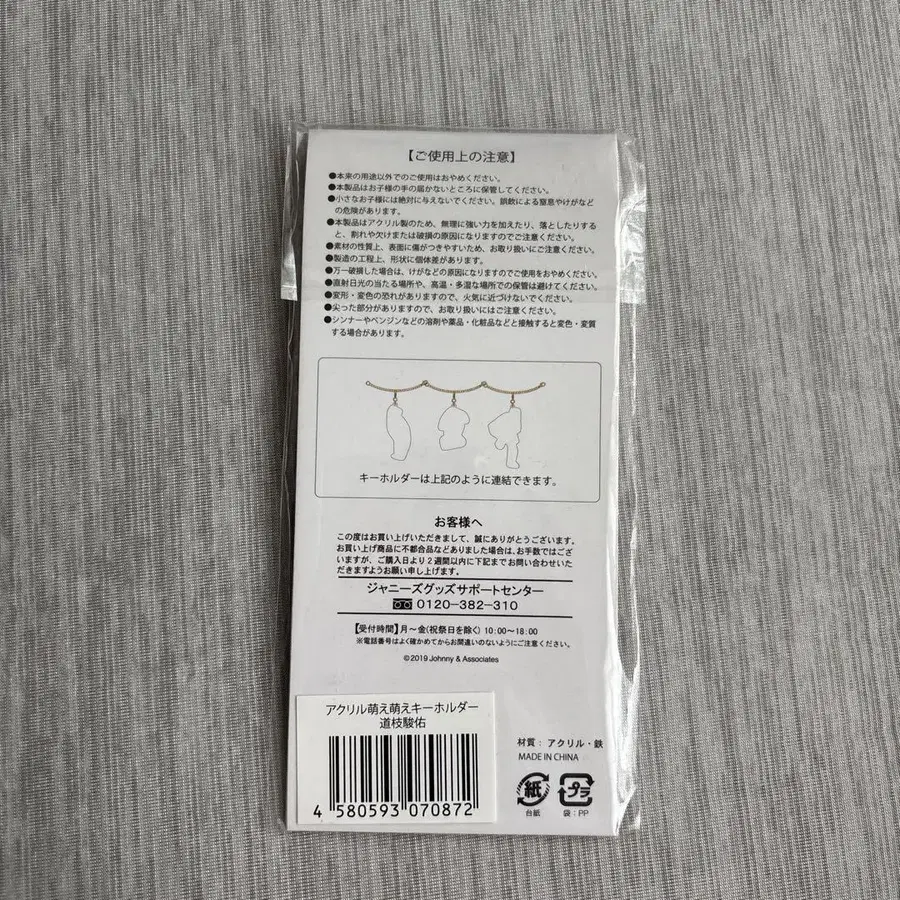 【ご使用上の注意】
●本来の用途以外でのご使用はおやめください。
●本製品はお子様の手の届かないところに保管してください。
●小さなお子様には絶対に与えないでください。誤飲による窒息やけがなど
の危険があります。
●本製品はアクリル製のため、無理に強い力を加えたり、落としたりする
と、割れや欠けまたは破損の原因になりますのでご注意ください。
●素材の性質上、表面に傷がつきやすいため、お取り扱いにご注意ください。
●製造の工程上、形状に個体差があります。
●万一破損した場合は、けがなどの原因になりますのでご使用をおやめください。
●直射日光の当たる場所や、高温・多湿な場所での保管は避けてください。
●変形・変色の恐れがありますので、火気に近づけないでください。
●尖った部分がありますので、お取り扱いにはご注意ください。
●シンナーやベンジンなどの溶剤や薬品・化粧品などと接触すると変色・変質
する場合があります。
キーホルダーは上記のように連結できます。
お客様へ
この度はお買い上げいただきまして、誠にありがとうございます。
お買い上げ商品に不都合品などありました場合は、お手数ではござ
いますが、ご購入日より2週間以内に下記までお問い合わせいた
だきますようお願い申し上げます。
ジャニーズグッズサポートセンター
0120-382-310
【受付時間】月〜金(祝祭日を除く) 10:00〜18:00
※電話番号はよく確かめてからお間違いのないようにご注意ください。
©2019 Johnny & Associates
アクリル萌え萌えキーホルダー
道枝駿佑
4 580593 070872
材質：アクリル・鉄
MADE IN CHINA
紙 プラ
台紙 袋：PP